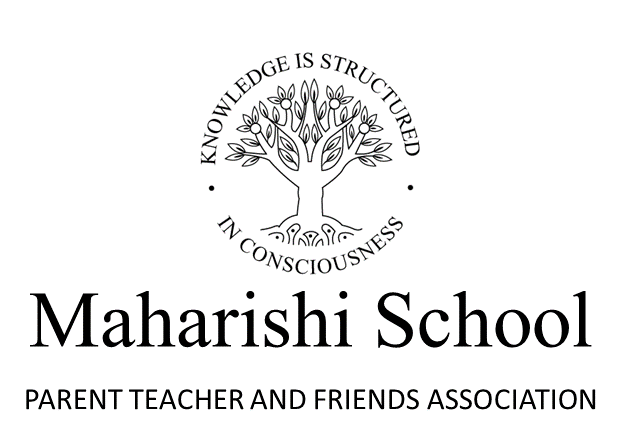 KNOWLEDGE IS STRUCTURED
IN CONSCIOUSNESS
Maharishi School
PARENT TEACHER AND FRIENDS ASSOCIATION